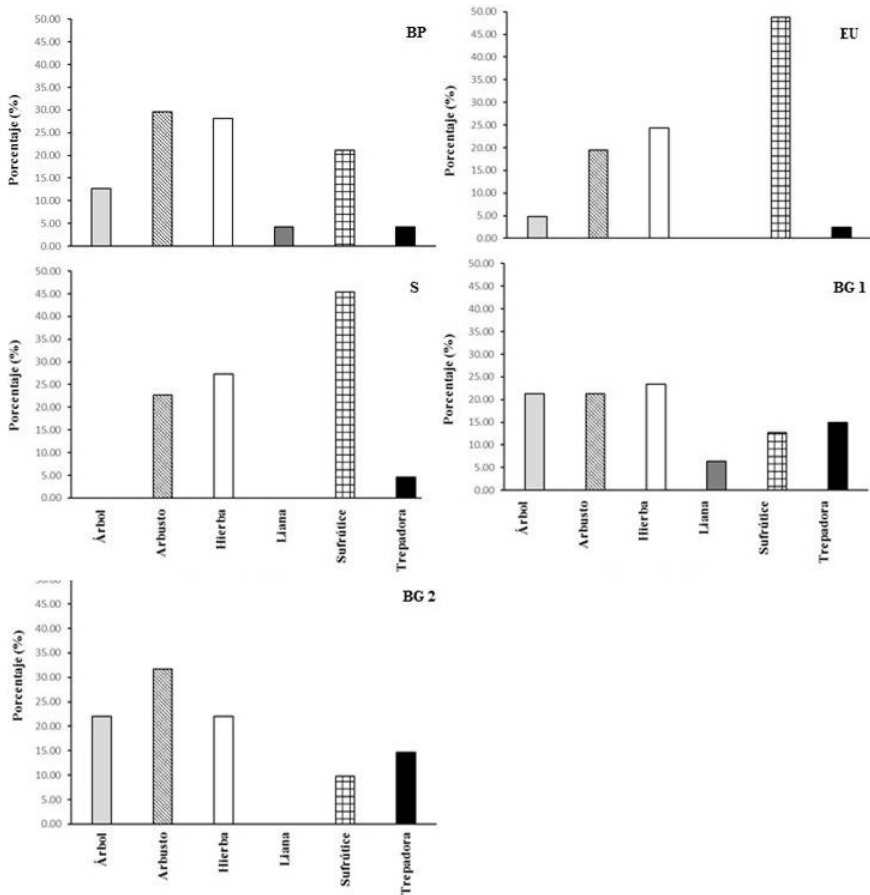 BP
Porcentaje (%)
50.00
45.00
40.00
35.00
30.00
25.00
20.00
15.00
10.00
5.00
0.00
EU
Porcentaje (%)
50.00
45.00
40.00
35.00
30.00
25.00
20.00
15.00
10.00
5.00
0.00
S
Porcentaje (%)
50.00
45.00
40.00
35.00
30.00
25.00
20.00
15.00
10.00
5.00
0.00
Árbol
Arbusto
Hierba
Liana
Sufrútice
Trepadora
BG 1
Porcentaje (%)
50.00
45.00
40.00
35.00
30.00
25.00
20.00
15.00
10.00
5.00
0.00
Árbol
Arbusto
Hierba
Liana
Sufrútice
Trepadora
BG 2
Porcentaje (%)
50.00
45.00
40.00
35.00
30.00
25.00
20.00
15.00
10.00
5.00
0.00
Árbol
Arbusto
Hierba
Liana
Sufrútice
Trepadora